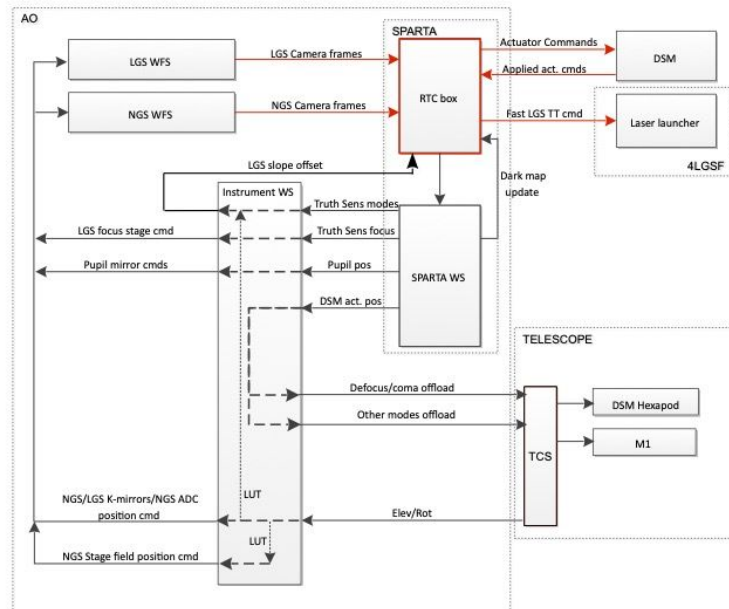 AO
SPARTA
LGS WFS
LGS Camera frames
NGS WFS
NGS Camera frames
RTC box
Actuator Commands
Applied act. cmds
DSM
Fast LGS TT cmd
Laser launcher
4LGSF
LGS slope offset
Dark map
update
Instrument WS
Truth Sens modes
LGS focus stage cmd
Truth Sens focus
Pupil mirror cmds
Pupil pos
SPARTA WS
DSM act. pos
TELESCOPE
Defocus/coma offload
Other modes offload
TCS
DSM Hexapod
M1
LUT
NGS/LGS K-mirrors/NGS ADC
position cmd
Elev/Rot
LUT
NGS Stage field position cmd